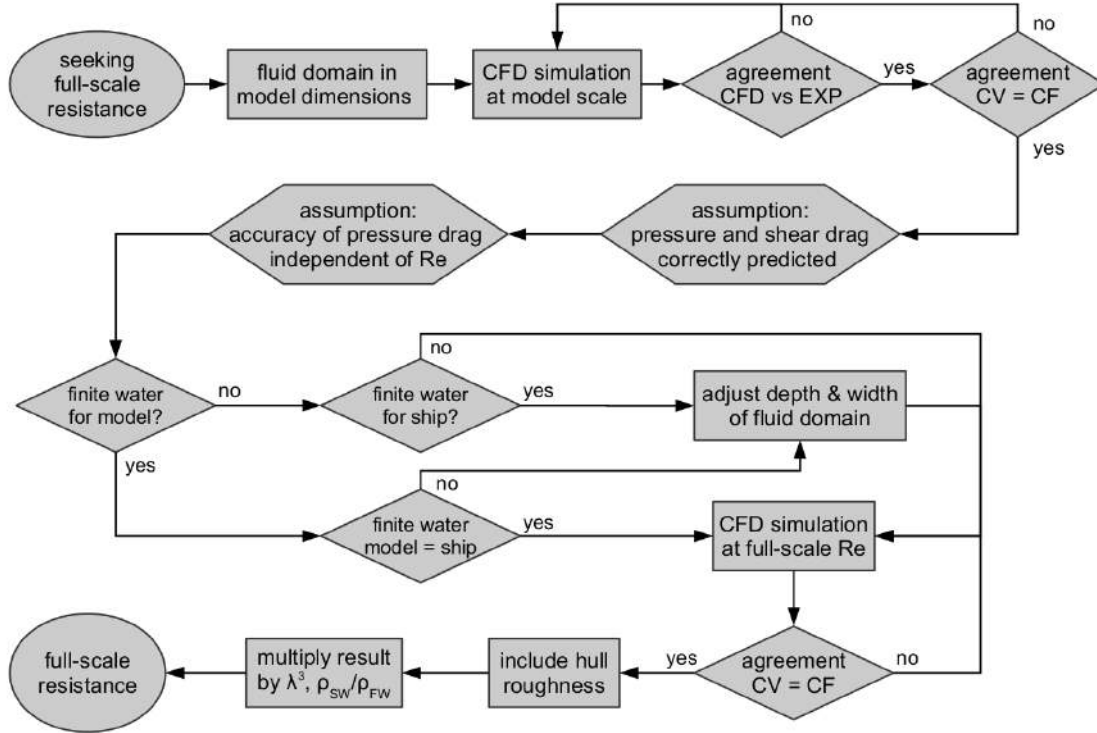 seeking
full-scale
resistance
fluid domain in
model dimensions
CFD simulation
at model scale
no
agreement
CFD vs EXP
yes
no
agreement
CV = CF
yes
assumption:
pressure and shear drag
correctly predicted
assumption:
accuracy of pressure drag
independent of Re
finite water
for model?
no
yes
no
finite water
for ship?
yes
adjust depth & width
of fluid domain
no
finite water
model = ship
yes
CFD simulation
at full-scale Re
agreement
CV = CF
no
yes
include hull
roughness
multiply result
by λ³, ρSW/ρFW
full-scale
resistance